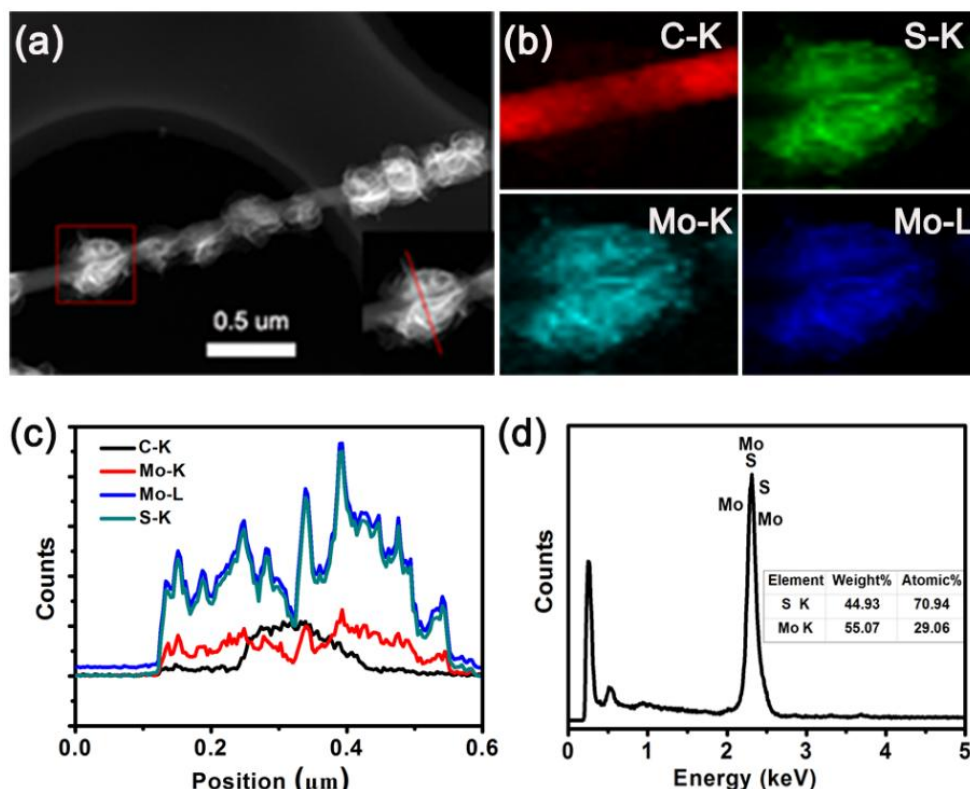 (a)
0.5 um
(b)
C-K
S-K
Mo-K
Mo-L
(c)
C-K
Mo-K
Mo-L
S-K
Counts
0.0 0.2 0.4 0.6
Position (μm)
(d)
Mo
S
S
Mo
Mo
Element Weight% Atomic%
S K 44.93 70.94
Mo K 55.07 29.06
Counts
0 1 2 3 4 5
Energy (keV)